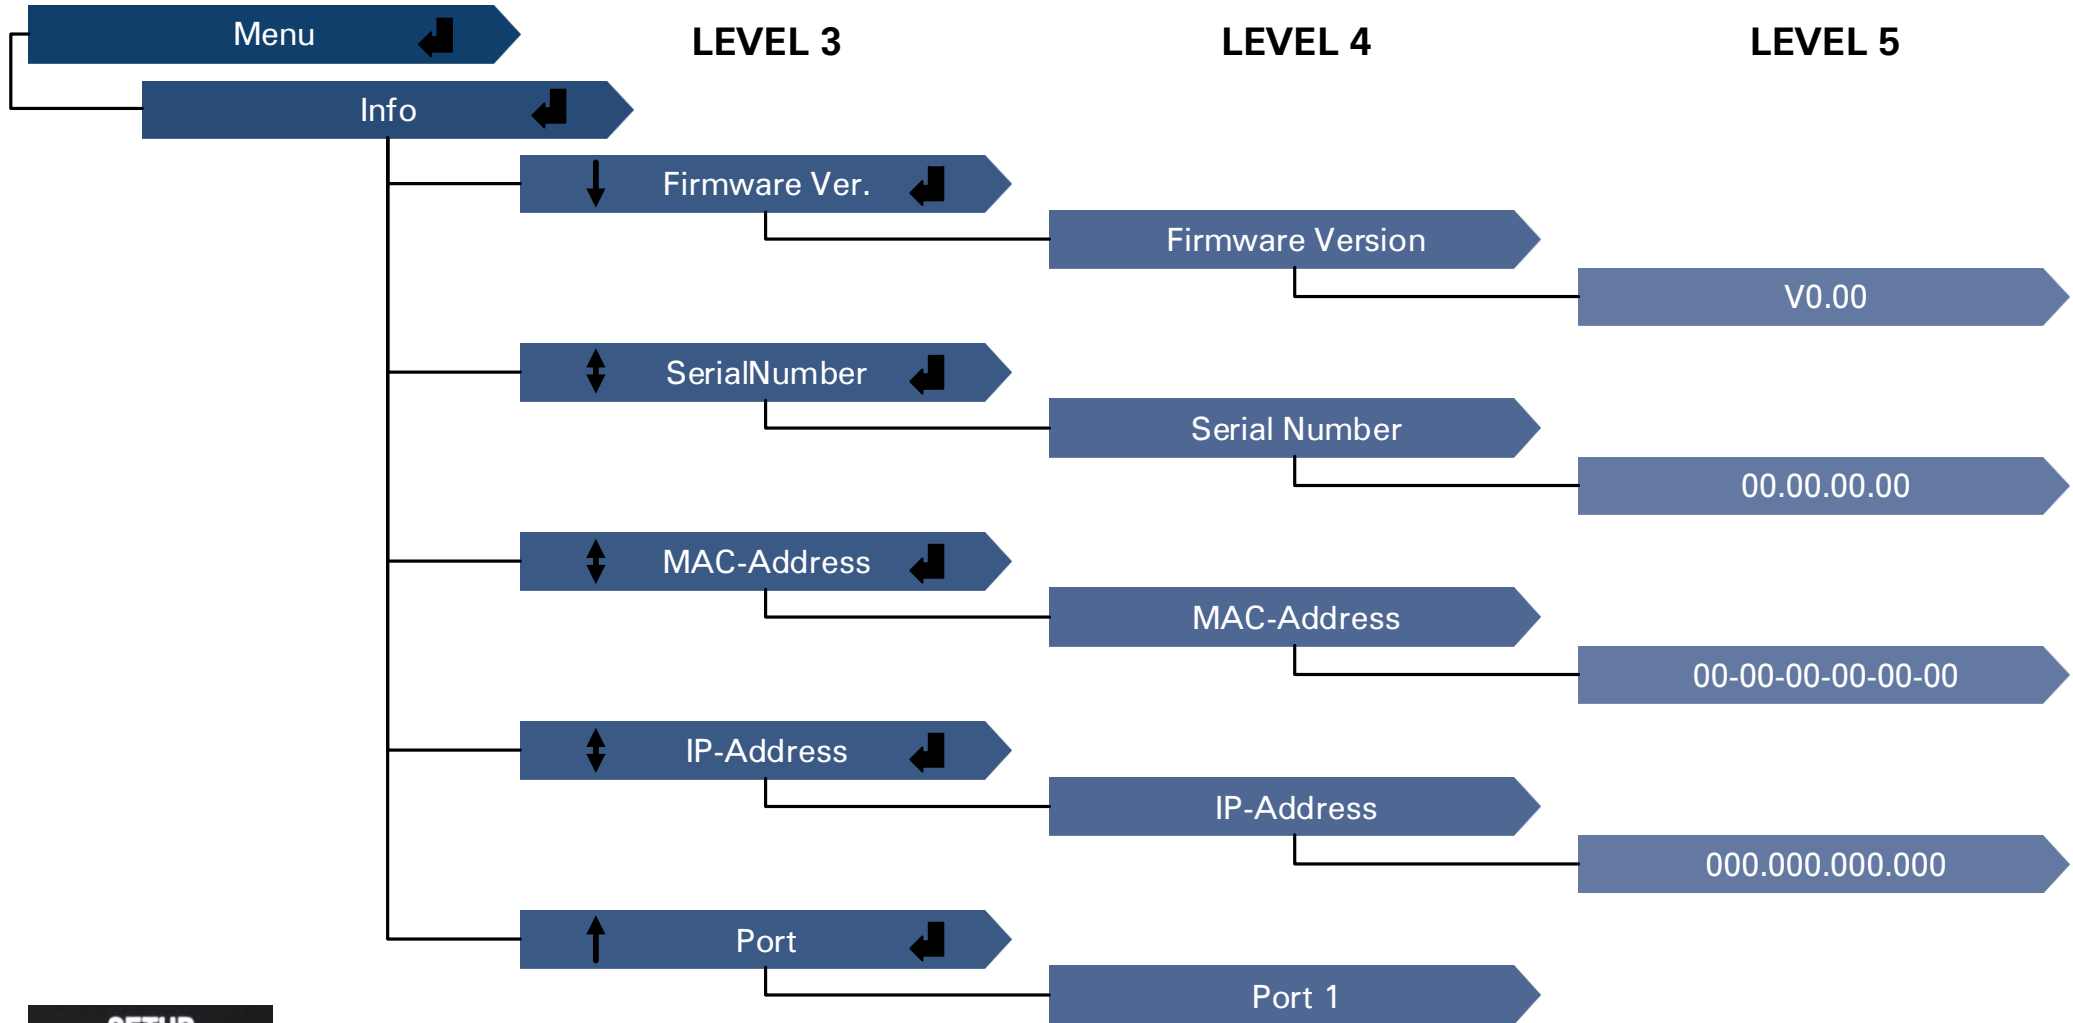 Menu
LEVEL 3
LEVEL 4
LEVEL 5
Info
Firmware Ver.
Firmware Version
V0.00
SerialNumber
Serial Number
00.00.00.00
MAC-Address
MAC-Address
00-00-00-00-00-00
IP-Address
IP-Address
000.000.000.000
Port
Port 1
SETUP